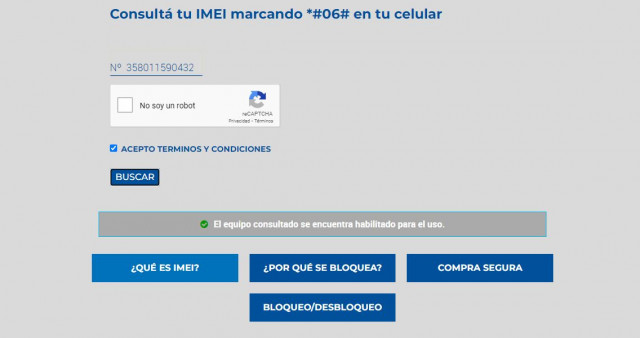 Consultá tu IMEI marcando *#06# en tu celular
Nº 358011590432
No soy un robot
reCAPTCHA
Privacidad - Términos
ACEPTO TERMINOS Y CONDICIONES
BUSCAR
El equipo consultado se encuentra habilitado para el uso.
¿QUÉ ES IMEI?
¿POR QUÉ SE BLOQUEA?
COMPRA SEGURA
BLOQUEO/DESBLOQUEO